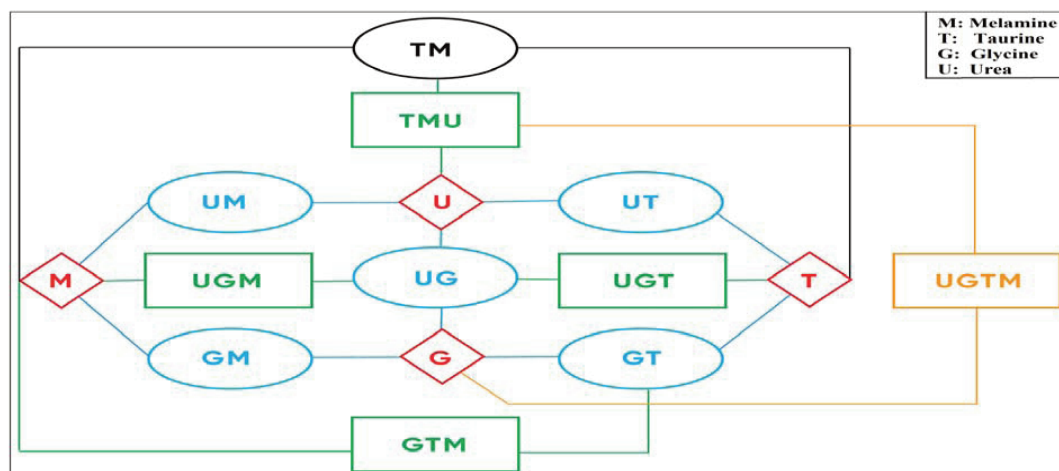 M: Melamine
T: Taurine
G: Glycine
U: Urea
TM
TMU
UM
U
UT
M
UGM
UG
UGT
T
UGTM
GM
G
GT
GTM